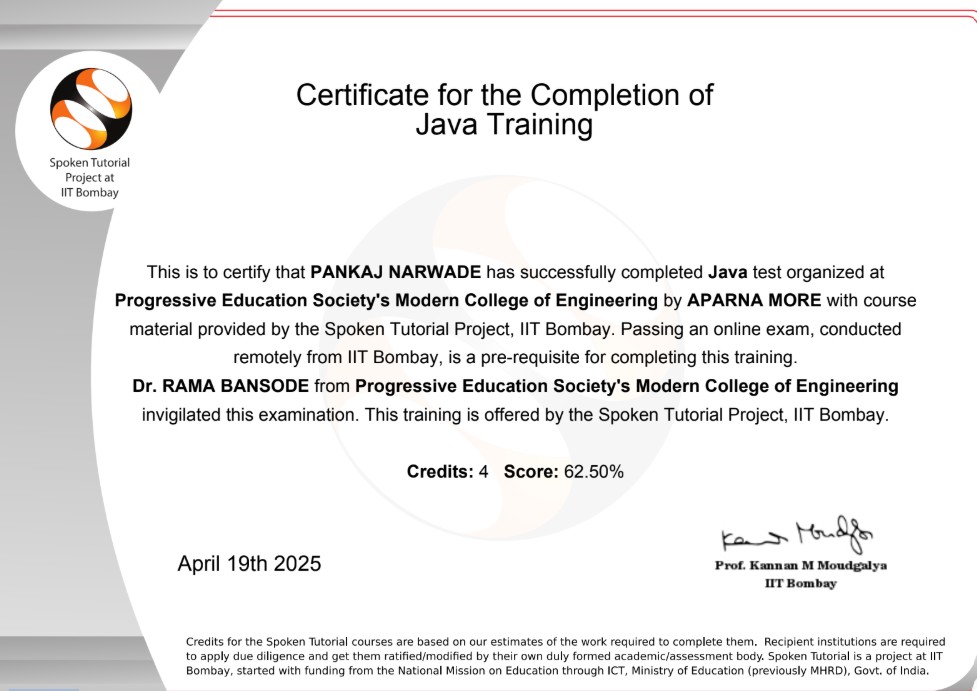 Certificate for the Completion of
Java Training
Spoken Tutorial
Project at
IIT Bombay
This is to certify that PANKAJ NARWADE has successfully completed Java test organized at
Progressive Education Society's Modern College of Engineering by APARNA MORE with course
material provided by the Spoken Tutorial Project, IIT Bombay. Passing an online exam, conducted
remotely from IIT Bombay, is a pre-requisite for completing this training.
Dr. RAMA BANSODE from Progressive Education Society's Modern College of Engineering
invigilated this examination. This training is offered by the Spoken Tutorial Project, IIT Bombay.
Credits: 4 Score: 62.50%
April 19th 2025
Kannan Moudgalya
Prof. Kannan M Moudgalya
IIT Bombay
Credits for the Spoken Tutorial courses are based on our estimates of the work required to complete them. Recipient institutions are required
to apply due diligence and get them ratified/modified by their own duly formed academic/assessment body. Spoken Tutorial is a project at IIT
Bombay, started with funding from the National Mission on Education through ICT, Ministry of Education (previously MHRD), Govt. of India.